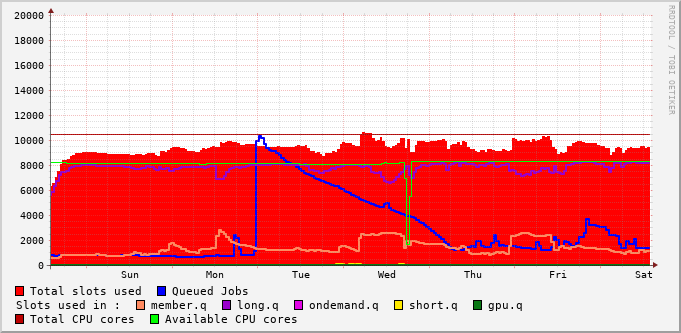 20000
18000
16000
14000
12000
10000
8000
6000
4000
2000
0
Sun Mon Tue Wed Thu Fri Sat
RRDTOOL / TOBI OETIKER
Total slots used Queued Jobs
Slots used in : member.q long.q ondemand.q short.q gpu.q
Total CPU cores Available CPU cores